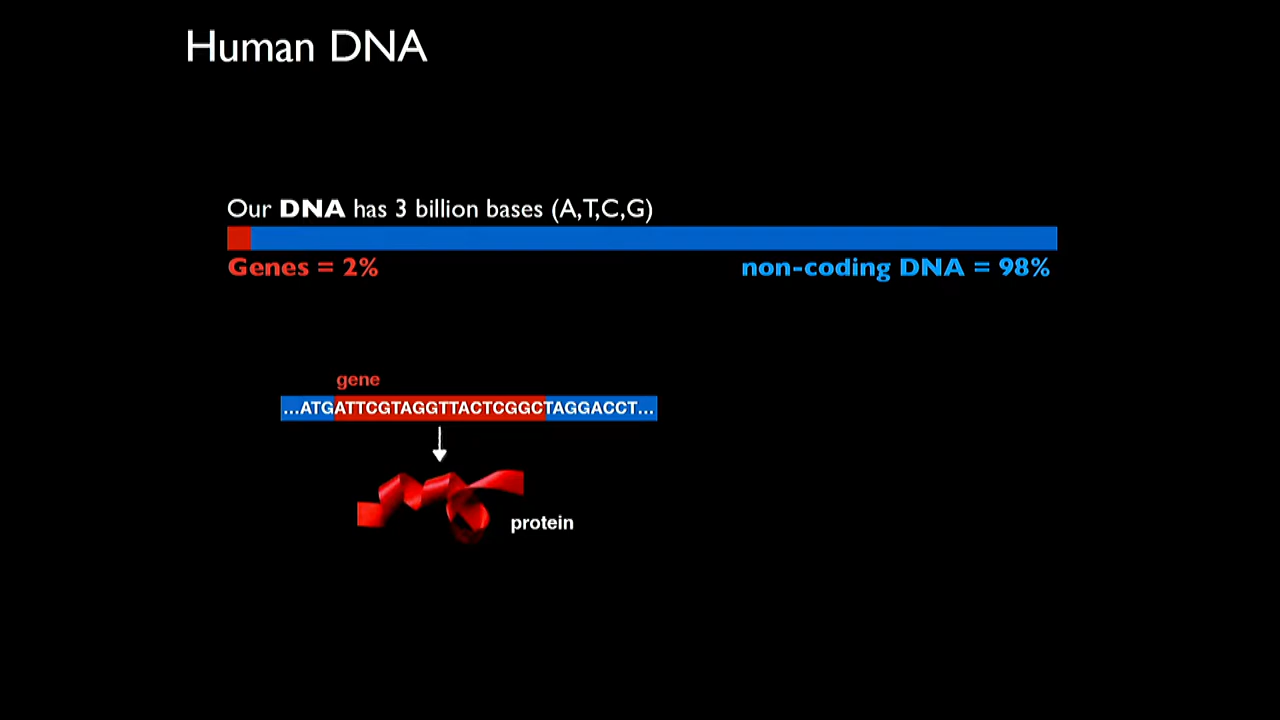 Human DNA
Our DNA has 3 billion bases (A,T,C,G)
Genes = 2% non-coding DNA = 98%
gene
...ATGATTCGTAGGTTACTCGGCTAGGACCT...
protein